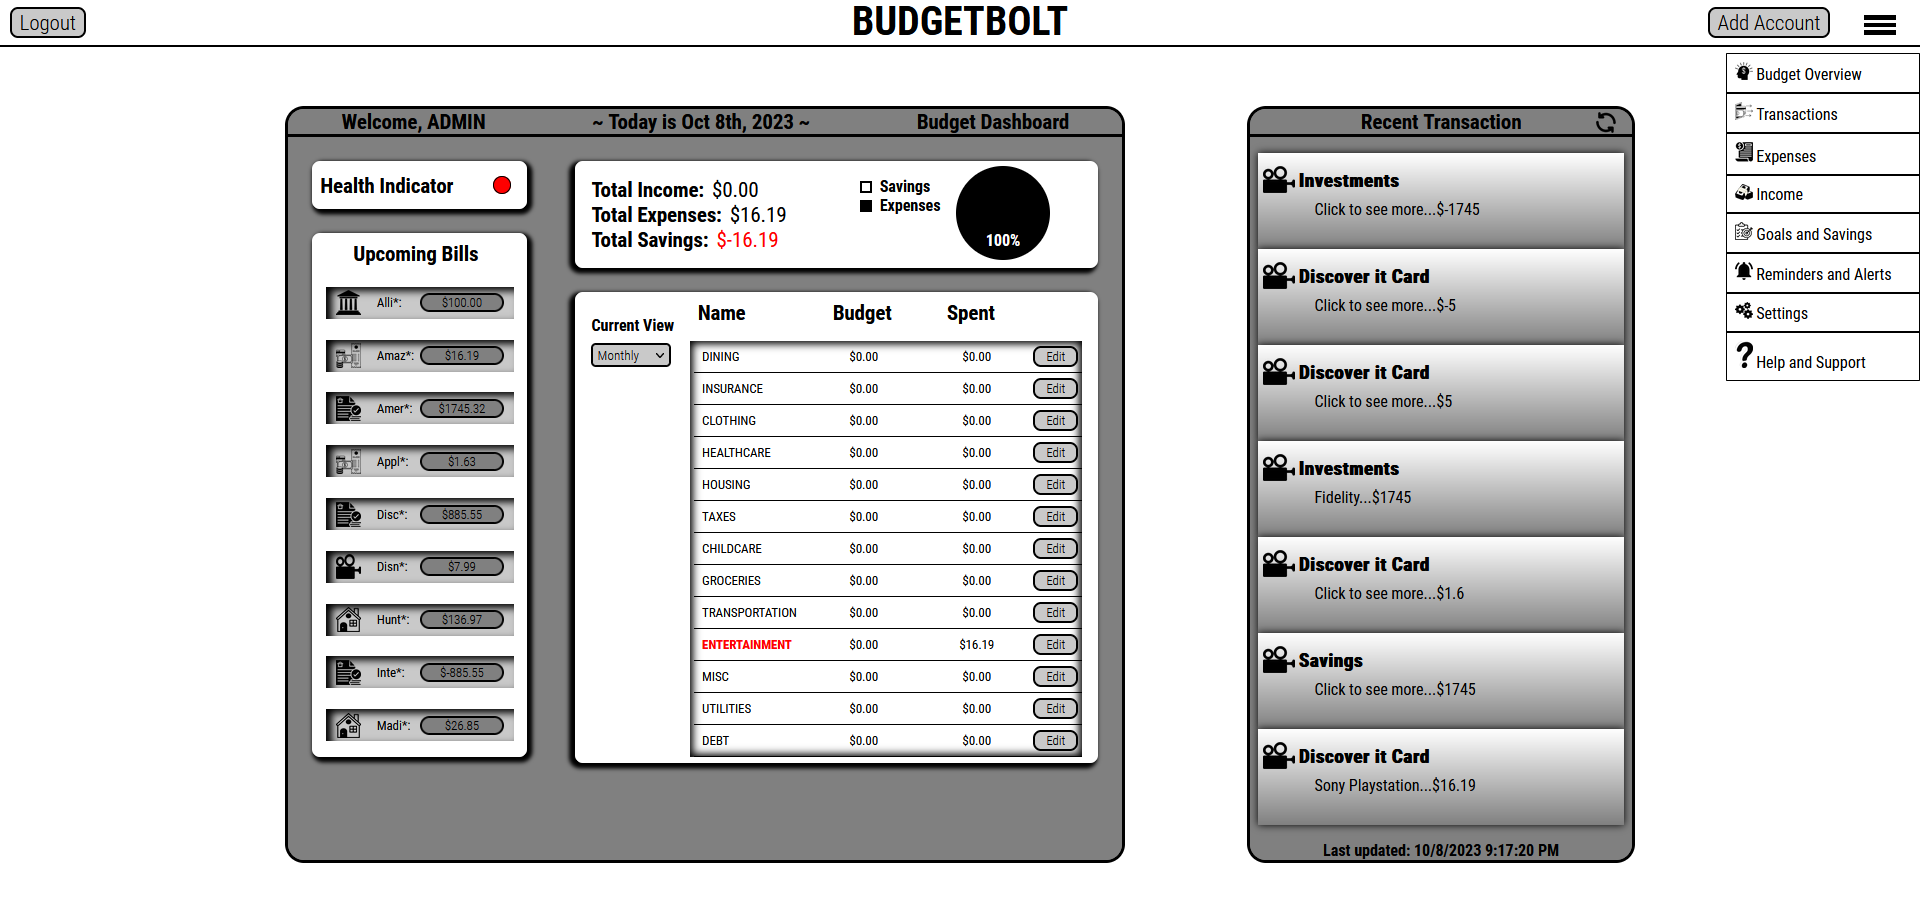 Logout
BUDGETBOLT
Add Account
Budget Overview
Transactions
Expenses
Income
Goals and Savings
Reminders and Alerts
Settings
Help and Support
Welcome, ADMIN
~ Today is Oct 8th, 2023 ~
Budget Dashboard
Health Indicator
Upcoming Bills
Alli*: $100.00
Amaz*: $16.19
Amer*: $1745.32
Appl*: $1.63
Disc*: $885.55
Disn*: $7.99
Hunt*: $136.97
Inte*: $-885.55
Madi*: $26.85
Total Income: $0.00
Total Expenses: $16.19
Total Savings: $-16.19
Savings
Expenses
100%
Current View
Monthly
Name Budget Spent
DINING $0.00 $0.00 Edit
INSURANCE $0.00 $0.00 Edit
CLOTHING $0.00 $0.00 Edit
HEALTHCARE $0.00 $0.00 Edit
HOUSING $0.00 $0.00 Edit
TAXES $0.00 $0.00 Edit
CHILDCARE $0.00 $0.00 Edit
GROCERIES $0.00 $0.00 Edit
TRANSPORTATION $0.00 $0.00 Edit
ENTERTAINMENT $0.00 $16.19 Edit
MISC $0.00 $0.00 Edit
UTILITIES $0.00 $0.00 Edit
DEBT $0.00 $0.00 Edit
Recent Transaction
Investments
Click to see more...$-1745
Discover it Card
Click to see more...$-5
Discover it Card
Click to see more...$5
Investments
Fidelity...$1745
Discover it Card
Click to see more...$1.6
Savings
Click to see more...$1745
Discover it Card
Sony Playstation...$16.19
Last updated: 10/8/2023 9:17:20 PM